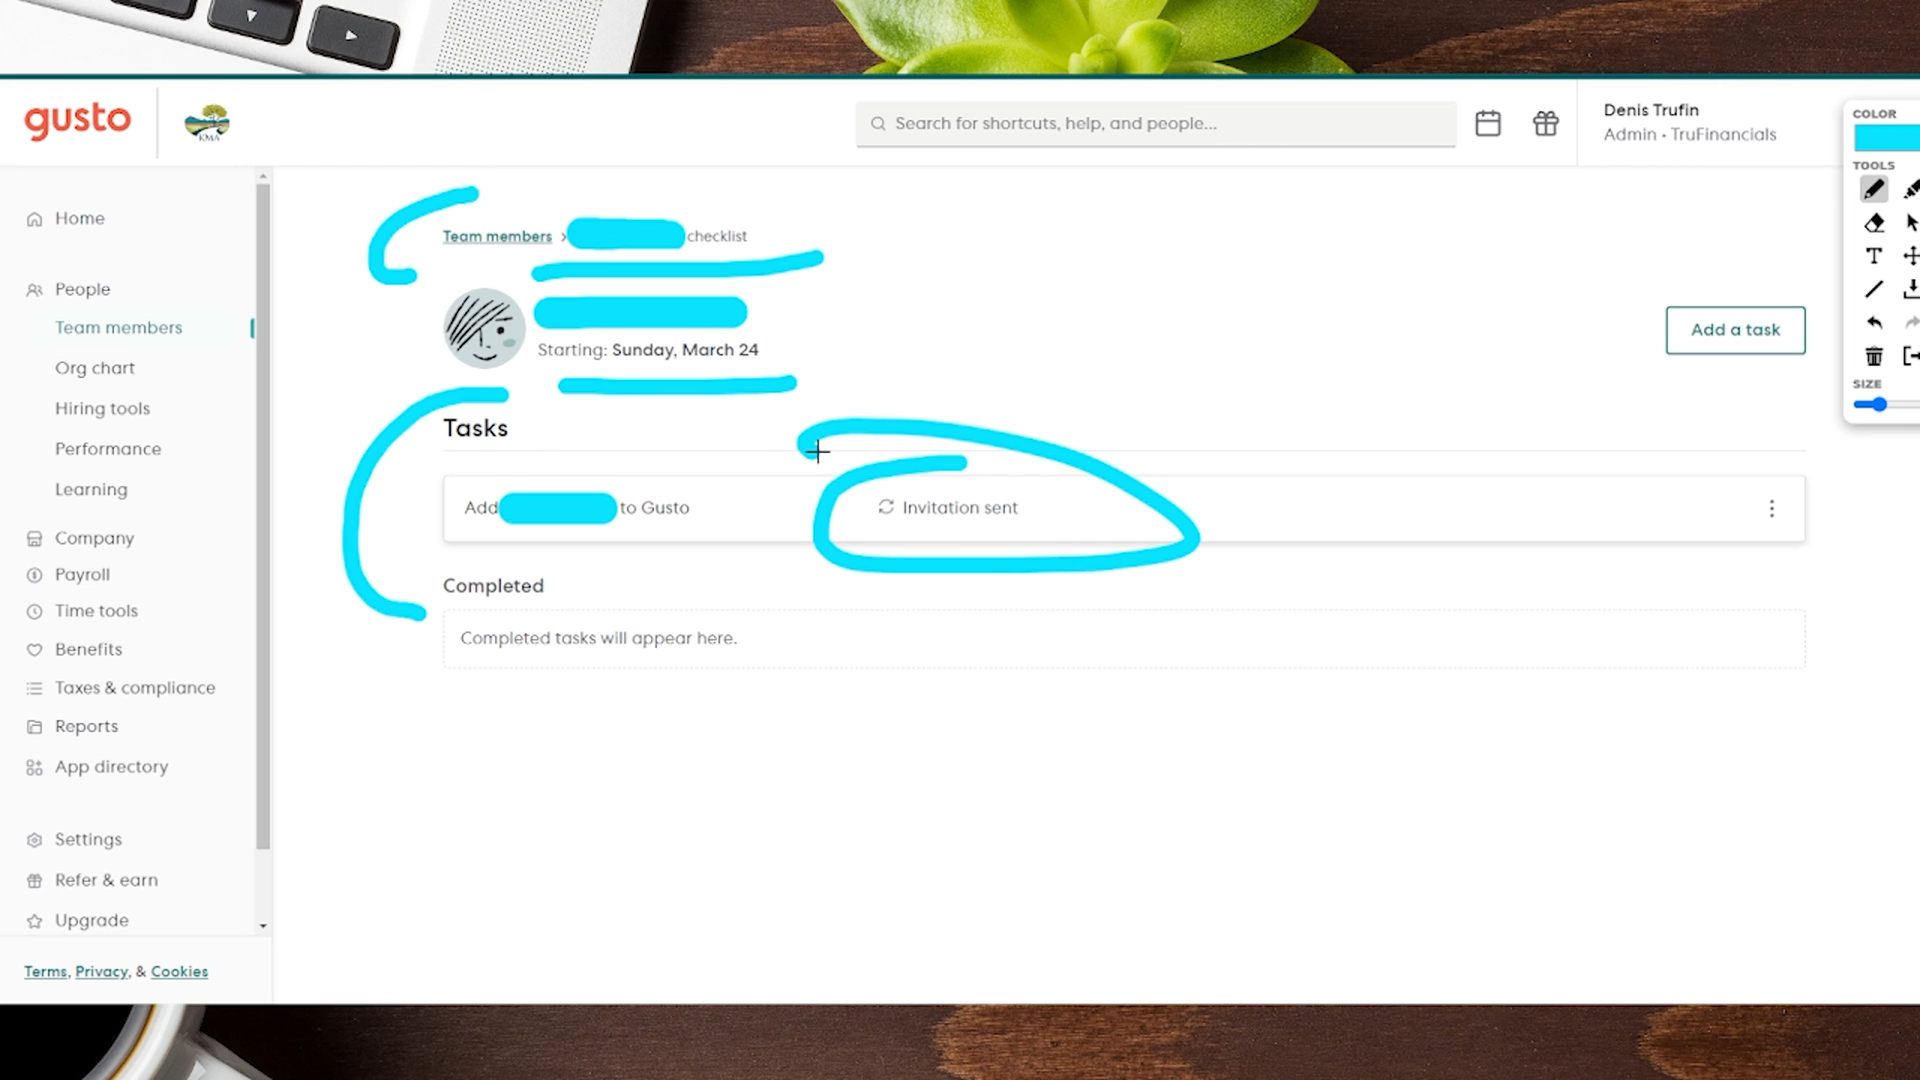 gusto
KMA
Search for shortcuts, help, and people...
Denis Trufin
Admin • TruFinancials
COLOR
TOOLS
T
SIZE
Home
People
Team members
Org chart
Hiring tools
Performance
Learning
Company
Payroll
Time tools
Benefits
Taxes & compliance
Reports
App directory
Settings
Refer & earn
Upgrade
Terms, Privacy, & Cookies
Team members > checklist
Starting: Sunday, March 24
Add a task
Tasks
Add to Gusto
Invitation sent
Completed
Completed tasks will appear here.